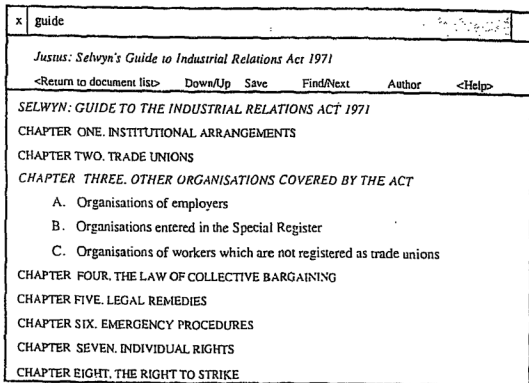 x guide
Justus: Selwyn's Guide to Industrial Relations Act 1971
<Return to document list> Down/Up Save Find/Next Author <Help>
SELWYN: GUIDE TO THE INDUSTRIAL RELATIONS ACT 1971
CHAPTER ONE. INSTITUTIONAL ARRANGEMENTS
CHAPTER TWO. TRADE UNIONS
CHAPTER THREE. OTHER ORGANISATIONS COVERED BY THE ACT
A. Organisations of employers
B. Organisations entered in the Special Register
C. Organisations of workers which are not registered as trade unions
CHAPTER FOUR. THE LAW OF COLLECTIVE BARGAINING
CHAPTER FIVE. LEGAL REMEDIES
CHAPTER SIX. EMERGENCY PROCEDURES
CHAPTER SEVEN. INDIVIDUAL RIGHTS
CHAPTER EIGHT. THE RIGHT TO STRIKE